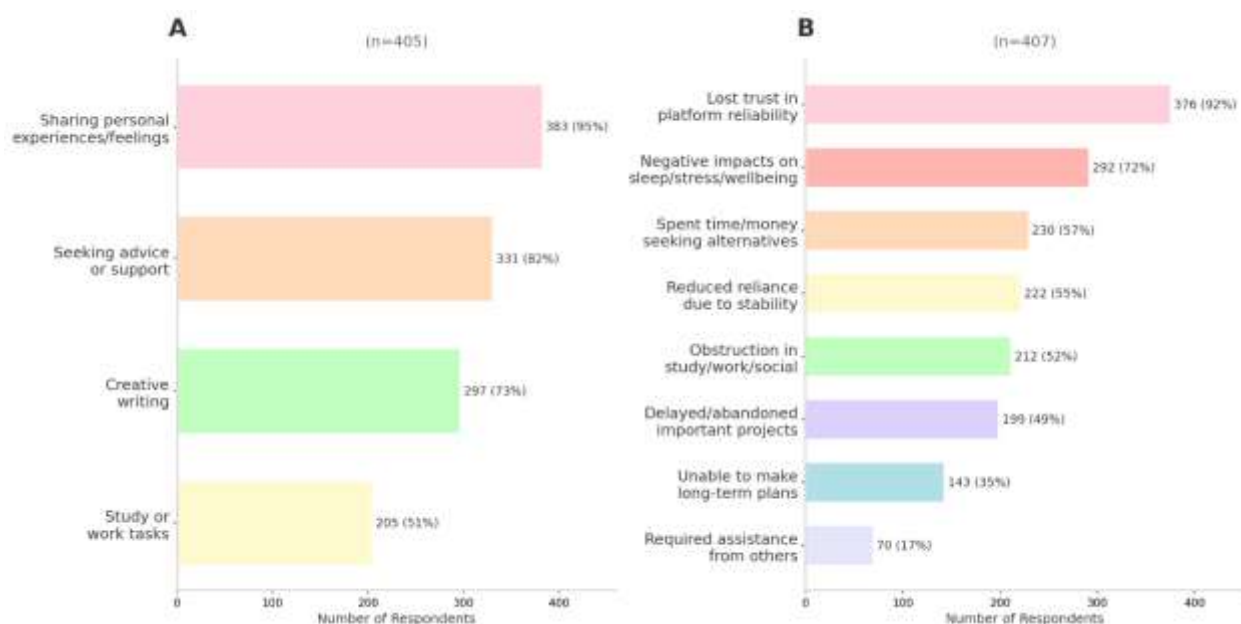 A
(n=405)
Sharing personal
experiences/feelings
383 (95%)
Seeking advice
or support
331 (82%)
Creative
writing
297 (73%)
Study or
work tasks
205 (51%)
0 100 200 300 400
Number of Respondents
B
(n=407)
Lost trust in
platform reliability
376 (92%)
Negative impacts on
sleep/stress/wellbeing
292 (72%)
Spent time/money
seeking alternatives
230 (57%)
Reduced reliance
due to stability
222 (55%)
Obstruction in
study/work/social
212 (52%)
Delayed/abandoned
important projects
199 (49%)
Unable to make
long-term plans
143 (35%)
Required assistance
from others
70 (17%)
0 100 200 300 400
Number of Respondents